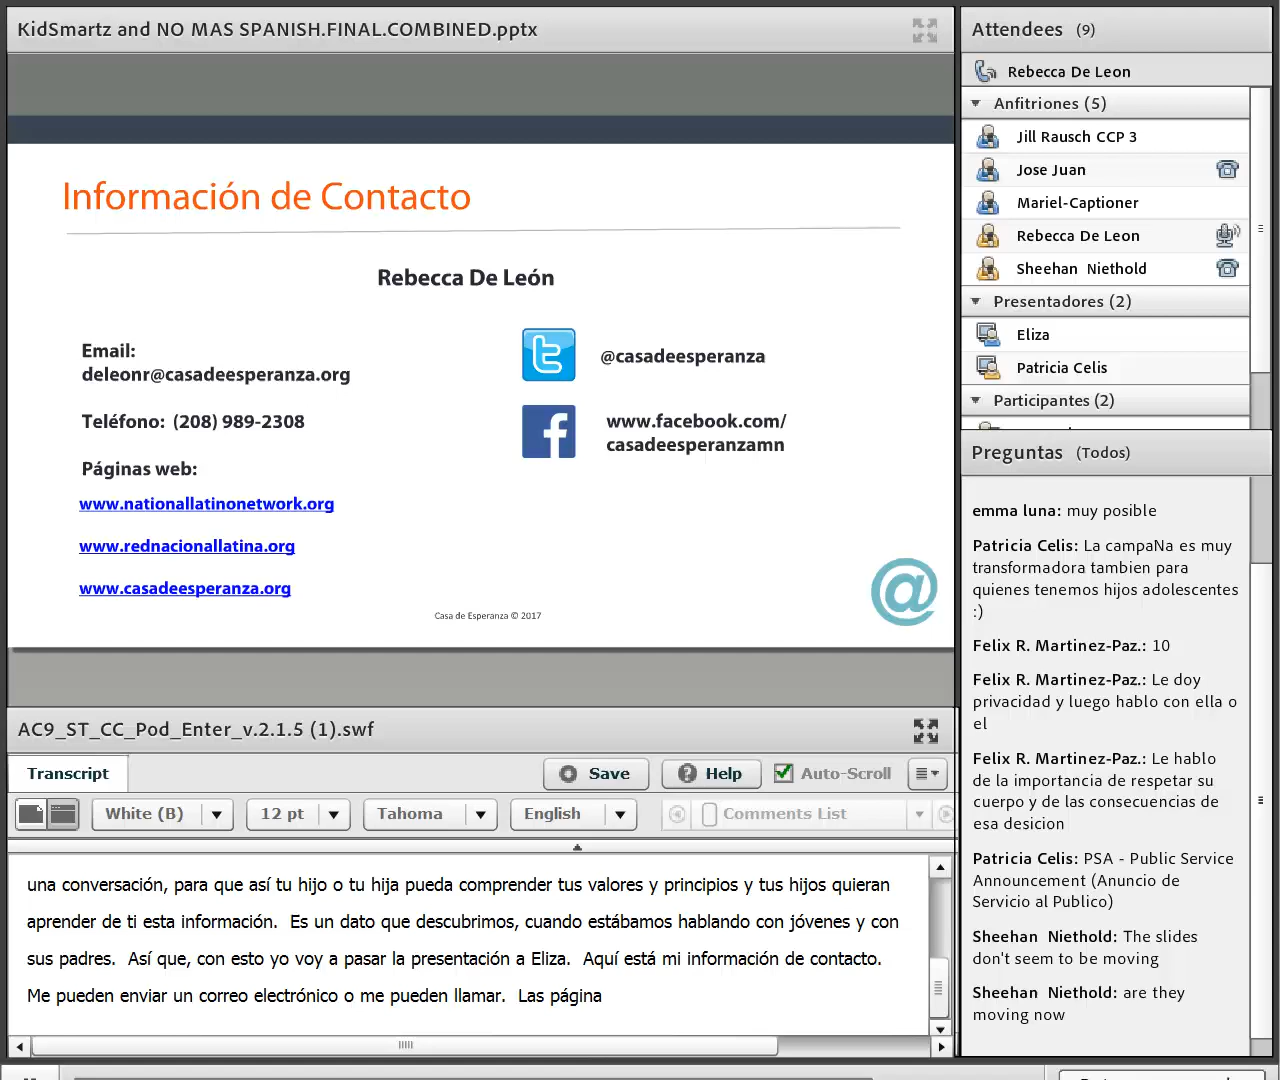 KidSmartz and NO MAS SPANISH.FINAL.COMBINED.pptx
Información de Contacto
Rebecca De León
Email:
deleonr@casadeesperanza.org
Teléfono: (208) 989-2308
Páginas web:
www.nationallatinonetwork.org
www.rednacionallatina.org
www.casadeesperanza.org
@casadeesperanza
www.facebook.com/
casadeesperanzamn
Casa de Esperanza © 2017
AC9_ST_CC_Pod_Enter_v.2.1.5 (1).swf
Transcript
Save
Help
Auto-Scroll
White (B)
12 pt
Tahoma
English
Comments List
una conversación, para que así tu hijo o tu hija pueda comprender tus valores y principios y tus hijos quieran
aprender de ti esta información. Es un dato que descubrimos, cuando estábamos hablando con jóvenes y con
sus padres. Así que, con esto yo voy a pasar la presentación a Eliza. Aquí está mi información de contacto.
Me pueden enviar un correo electrónico o me pueden llamar. Las página
Attendees (9)
Rebecca De Leon
Anfitriones (5)
Jill Rausch CCP 3
Jose Juan
Mariel-Captioner
Rebecca De Leon
Sheehan Niethold
Presentadores (2)
Eliza
Patricia Celis
Participantes (2)
Preguntas (Todos)
emma luna: muy posible
Patricia Celis: La campaNa es muy
transformadora tambien para
quienes tenemos hijos adolescentes
:)
Felix R. Martinez-Paz.: 10
Felix R. Martinez-Paz.: Le doy
privacidad y luego hablo con ella o
el
Felix R. Martinez-Paz.: Le hablo
de la importancia de respetar su
cuerpo y de las consecuencias de
esa desicion
Patricia Celis: PSA - Public Service
Announcement (Anuncio de
Servicio al Publico)
Sheehan Niethold: The slides
don't seem to be moving
Sheehan Niethold: are they
moving now